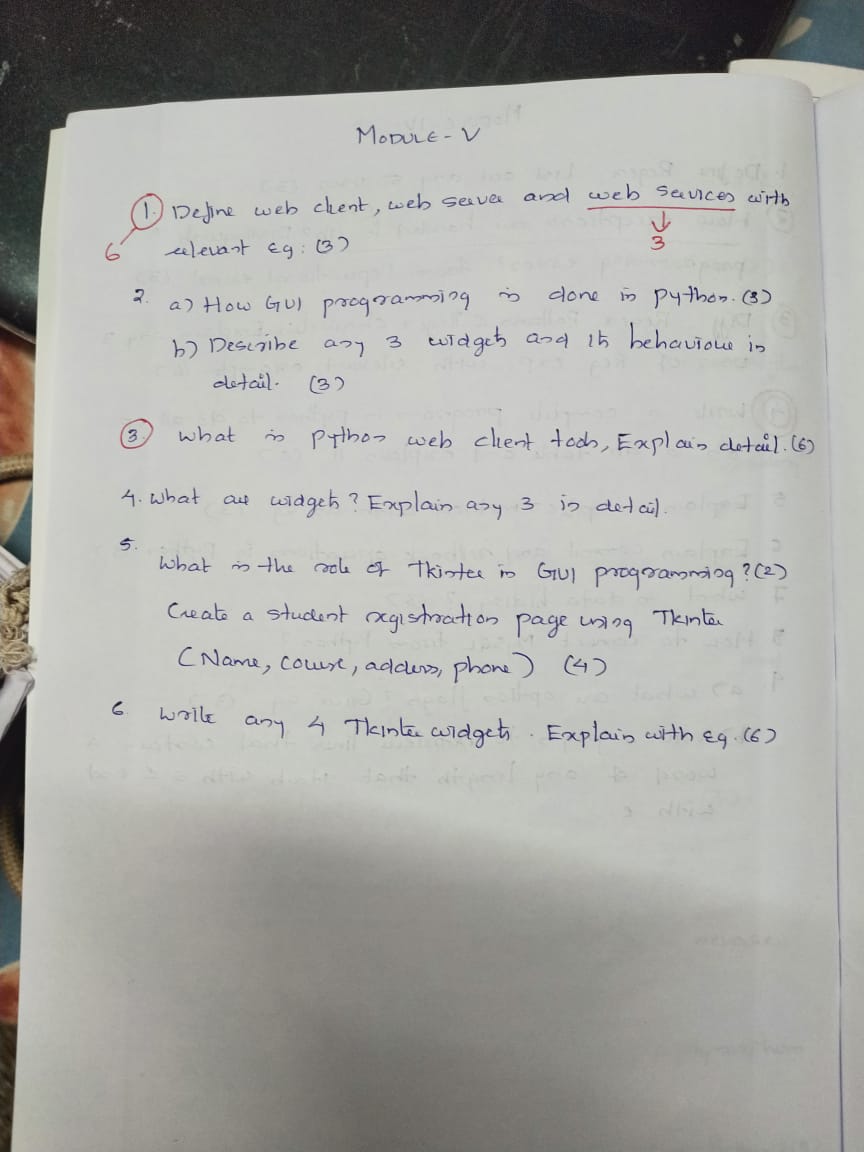 MODULE - V
1. Define web client, web server and web services with
6 relevant eg: (3) 3
2. a) How GUI programming is done in python. (3)
b) Describe any 3 widgets and its behaviour in
detail. (3)
3. what is python web client tools, Explain detail. (6)
4. what are widgets? Explain any 3 in detail.
5.
what is the role of Tkinter in GUI programming? (2)
Create a student registration page using Tkinter
(Name, course, address, phone) (4)
6 write any 4 Tkinter widgets. Explain with eg. (6)